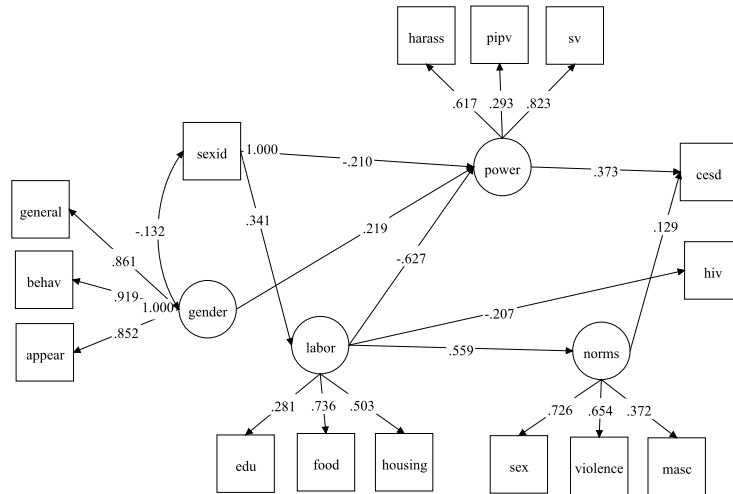 harass pipv sv
.617 .293 .823
sexid 1.000 -.210 power .373 cesd
general -.132 .341 .219 .129
.861 -.627
behav .919 1.000 gender hiv
-.207
appear .852 labor .559 norms
.281 .736 .503 .726 .654 .372
edu food housing sex violence masc